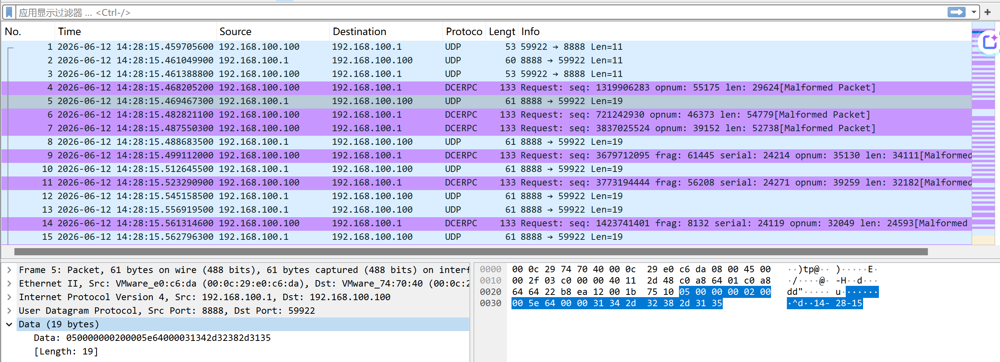 应用显示过滤器 … <Ctrl-/>
No. Time Source Destination Protoco Lengt Info
1 2026-06-12 14:28:15.459705600 192.168.100.100 192.168.100.1 UDP 53 59922 → 8888 Len=11
2 2026-06-12 14:28:15.461049900 192.168.100.1 192.168.100.100 UDP 60 8888 → 59922 Len=11
3 2026-06-12 14:28:15.461388800 192.168.100.100 192.168.100.1 UDP 53 59922 → 8888 Len=11
4 2026-06-12 14:28:15.468205200 192.168.100.100 192.168.100.1 DCERPC 133 Request: seq: 1319906283 opnum: 55175 len: 29624[Malformed Packet]
5 2026-06-12 14:28:15.469467300 192.168.100.1 192.168.100.100 UDP 61 8888 → 59922 Len=19
6 2026-06-12 14:28:15.482821100 192.168.100.100 192.168.100.1 DCERPC 133 Request: seq: 721242930 opnum: 46373 len: 54779[Malformed Packet]
7 2026-06-12 14:28:15.487550300 192.168.100.100 192.168.100.1 DCERPC 133 Request: seq: 3837025524 opnum: 39152 len: 52738[Malformed Packet]
8 2026-06-12 14:28:15.488683500 192.168.100.1 192.168.100.100 UDP 61 8888 → 59922 Len=19
9 2026-06-12 14:28:15.499112000 192.168.100.100 192.168.100.1 DCERPC 133 Request: seq: 3679712095 frag: 61445 serial: 24214 opnum: 35130 len: 34111[Malformed
10 2026-06-12 14:28:15.512645500 192.168.100.1 192.168.100.100 UDP 61 8888 → 59922 Len=19
11 2026-06-12 14:28:15.523290900 192.168.100.100 192.168.100.1 DCERPC 133 Request: seq: 3773194444 frag: 56208 serial: 24271 opnum: 39259 len: 32182[Malformed
12 2026-06-12 14:28:15.545158500 192.168.100.1 192.168.100.100 UDP 61 8888 → 59922 Len=19
13 2026-06-12 14:28:15.556919500 192.168.100.1 192.168.100.100 UDP 61 8888 → 59922 Len=19
14 2026-06-12 14:28:15.561314600 192.168.100.100 192.168.100.1 DCERPC 133 Request: seq: 1423741401 frag: 8132 serial: 24119 opnum: 32049 len: 24593[Malformed
15 2026-06-12 14:28:15.562796300 192.168.100.1 192.168.100.100 UDP 61 8888 → 59922 Len=19
Frame 5: Packet, 61 bytes on wire (488 bits), 61 bytes captured (488 bits) on interf
Ethernet II, Src: VMware_e0:c6:da (00:0c:29:e0:c6:da), Dst: VMware_74:70:40 (00:0c:2
Internet Protocol Version 4, Src: 192.168.100.1, Dst: 192.168.100.100
User Datagram Protocol, Src Port: 8888, Dst Port: 59922
Data (19 bytes)
Data: 050000000200005e64000031342d32382d3135
[Length: 19]
0000 00 0c 29 74 70 40 00 0c 29 e0 c6 da 08 00 45 00 ··)tp@·· )·····E·
0010 00 2f 03 c0 00 00 40 11 2d 48 c0 a8 64 01 c0 a8 ·/····@· -H··d···
0020 64 64 22 b8 ea 12 00 1b 75 10 05 00 00 00 02 00 dd"····· u·······
0030 00 5e 64 00 00 31 34 2d 32 38 2d 31 35 ·^d··14- 28-15